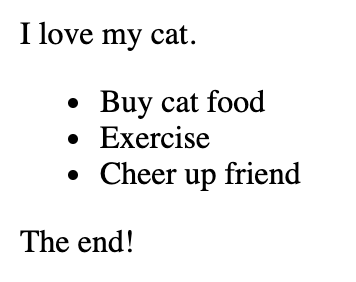 I love my cat.
• Buy cat food
• Exercise
• Cheer up friend
The end!